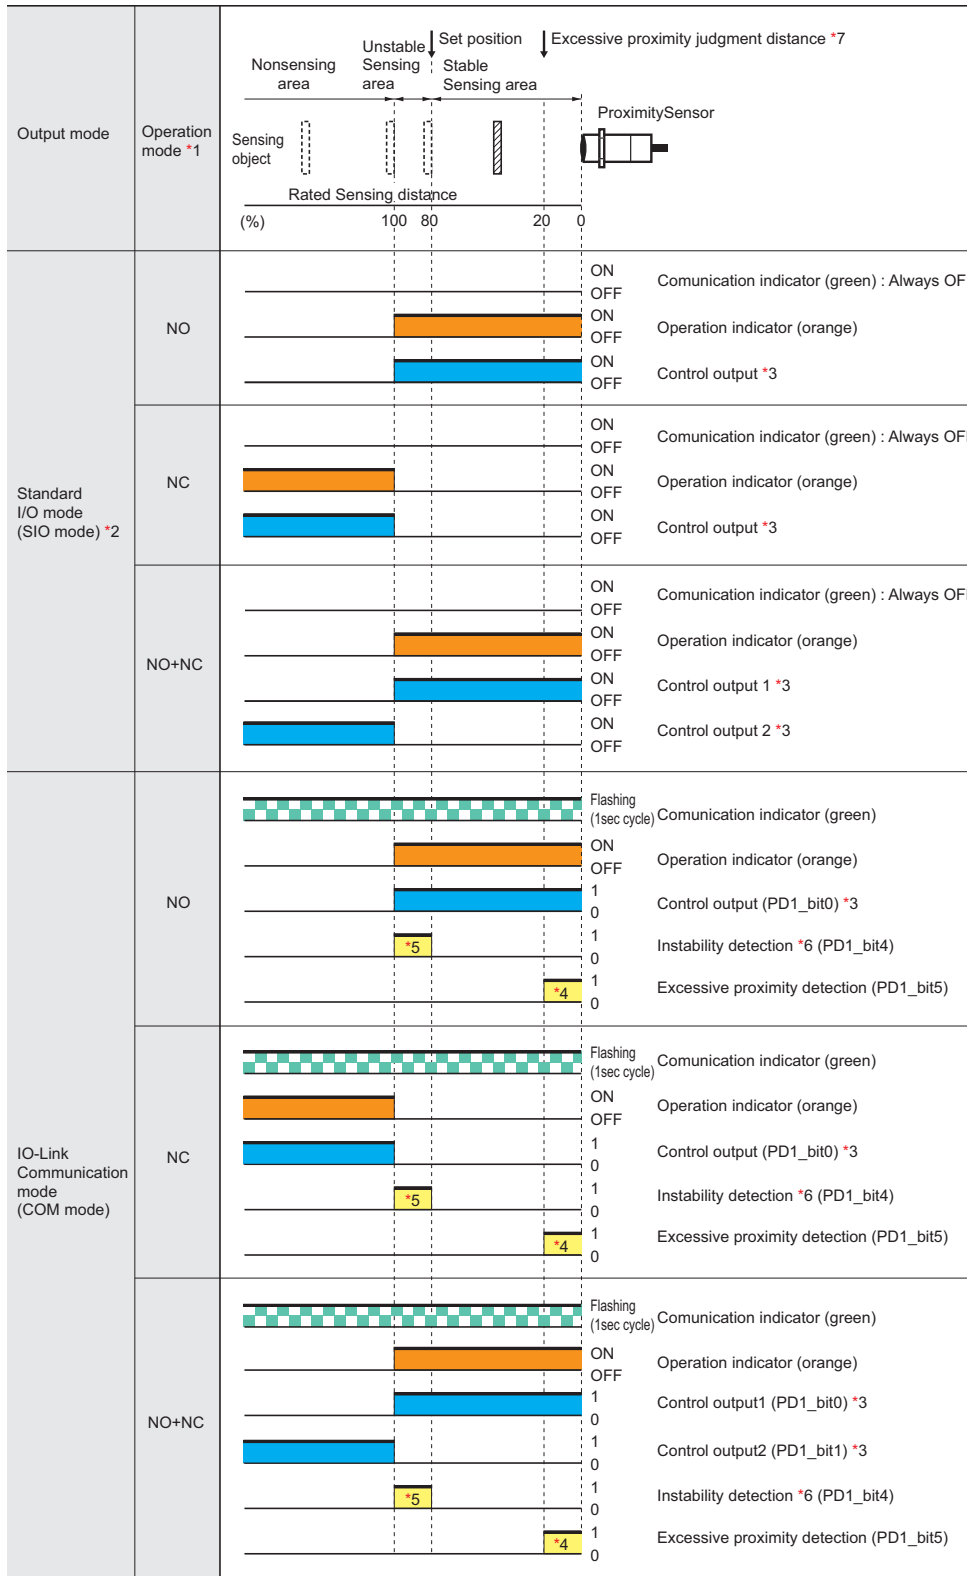 Set position
Excessive proximity judgment distance *7
Nonsensing
area
Unstable
Sensing
area
Stable
Sensing area
Output mode
Operation
mode *1
Sensing
object
ProximitySensor
Rated Sensing distance
(%)
100 80 20 0
Standard
I/O mode
(SIO mode) *2
NO
ON
OFF
Comunication indicator (green) : Always OF
ON
OFF
Operation indicator (orange)
ON
OFF
Control output *3
NC
ON
OFF
Comunication indicator (green) : Always OF
ON
OFF
Operation indicator (orange)
ON
OFF
Control output *3
NO+NC
ON
OFF
Comunication indicator (green) : Always OF
ON
OFF
Operation indicator (orange)
ON
OFF
Control output 1 *3
ON
OFF
Control output 2 *3
IO-Link
Communication
mode
(COM mode)
NO
Flashing
(1sec cycle)
Comunication indicator (green)
ON
OFF
Operation indicator (orange)
1
0
Control output (PD1_bit0) *3
*5
1
0
Instability detection *6 (PD1_bit4)
*4
1
0
Excessive proximity detection (PD1_bit5)
NC
Flashing
(1sec cycle)
Comunication indicator (green)
ON
OFF
Operation indicator (orange)
1
0
Control output (PD1_bit0) *3
*5
1
0
Instability detection *6 (PD1_bit4)
*4
1
0
Excessive proximity detection (PD1_bit5)
NO+NC
Flashing
(1sec cycle)
Comunication indicator (green)
ON
OFF
Operation indicator (orange)
1
0
Control output1 (PD1_bit0) *3
1
0
Control output2 (PD1_bit1) *3
*5
1
0
Instability detection *6 (PD1_bit4)
*4
1
0
Excessive proximity detection (PD1_bit5)